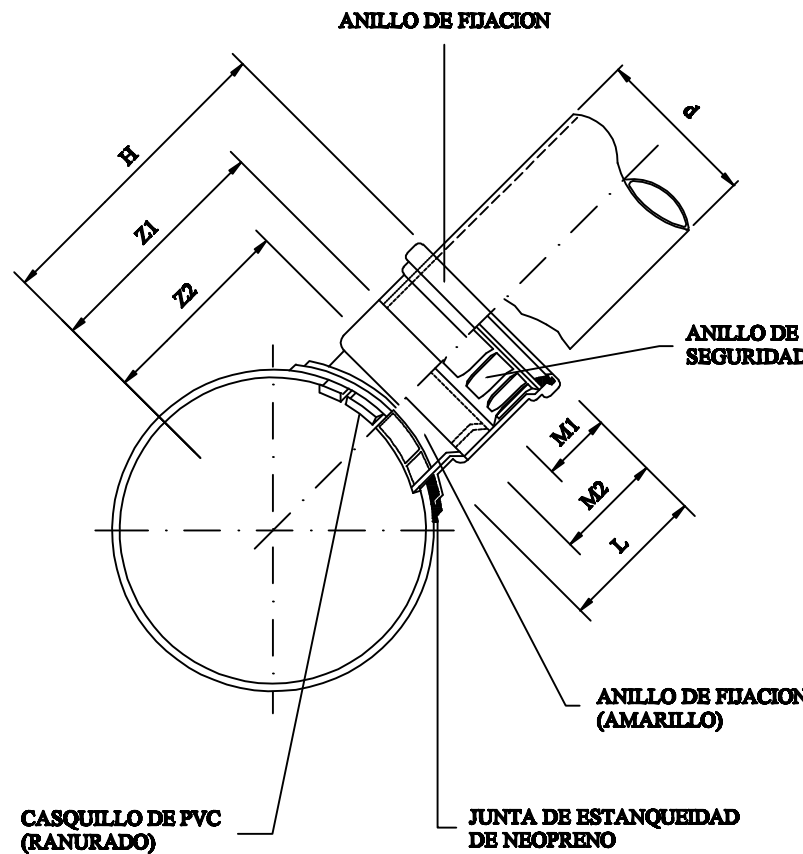 ANILLO DE FIJACION
H
d
Z1
Z2
ANILLO DE
SEGURIDAD
M1
M2
L
ANILLO DE FIJACION
(AMARILLO)
CASQUILLO DE PVC
(RANURADO)
JUNTA DE ESTANQUEIDAD
DE NEOPRENO